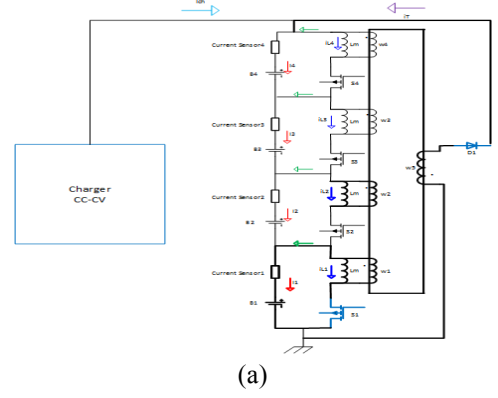 iT
Current Sensor4
iL4
Lm
w4
I4
B4
S4
Current Sensor3
iL3
Lm
w3
I3
B3
S3
w5
D1
Charger
CC-CV
Current Sensor2
iL2
Lm
w2
I2
B2
S2
Current Sensor1
iL1
Lm
w1
I1
B1
S1
(a)